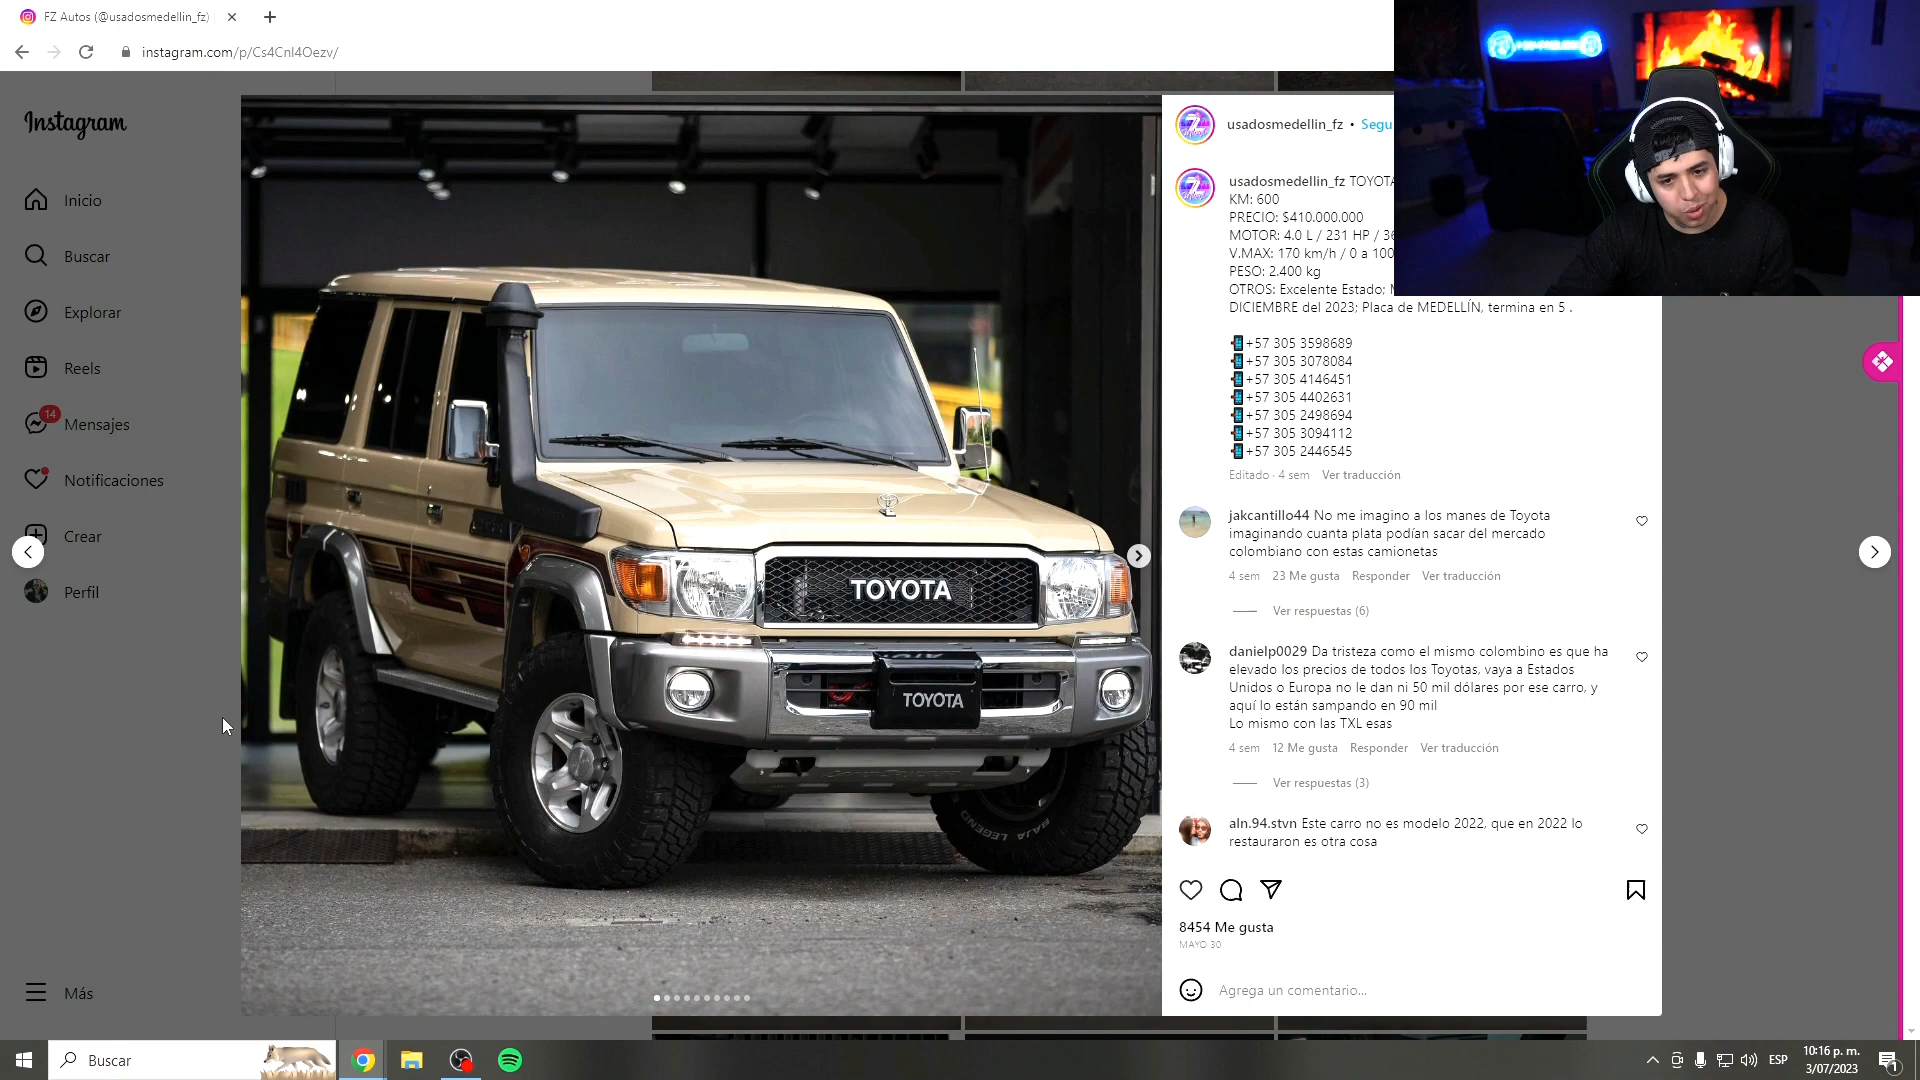 FZ Autos (@usadosmedellin_fz)
instagram.com/p/Cs4Cnl4Oezv/
Instagram
Inicio
Buscar
Explorar
Reels
14
Mensajes
Notificaciones
Crear
Perfil
Más
TOYOTA
TOYOTA
BAJA LEGEND
usadosmedellin_fz • Segu
usadosmedellin_fz TOYOTA
KM: 600
PRECIO: $410.000.000
MOTOR: 4.0 L / 231 HP / 36
V.MAX: 170 km/h / 0 a 100
PESO: 2.400 kg
OTROS: Excelente Estado;
DICIEMBRE del 2023; Placa de MEDELLÍN, termina en 5 .
+57 305 3598689
+57 305 3078084
+57 305 4146451
+57 305 4402631
+57 305 2498694
+57 305 3094112
+57 305 2446545
Editado · 4 sem Ver traducción
jakcantillo44 No me imagino a los manes de Toyota
imaginando cuanta plata podían sacar del mercado
colombiano con estas camionetas
4 sem 23 Me gusta Responder Ver traducción
Ver respuestas (6)
danielp0029 Da tristeza como el mismo colombino es que ha
elevado los precios de todos los Toyotas, vaya a Estados
Unidos o Europa no le dan ni 50 mil dólares por ese carro, y
aquí lo están sampando en 90 mil
Lo mismo con las TXL esas
4 sem 12 Me gusta Responder Ver traducción
Ver respuestas (3)
aln.94.stvn Este carro no es modelo 2022, que en 2022 lo
restauraron es otra cosa
8454 Me gusta
MAYO 30
Agrega un comentario...
Buscar
ESP
10:16 p. m.
3/07/2023
1